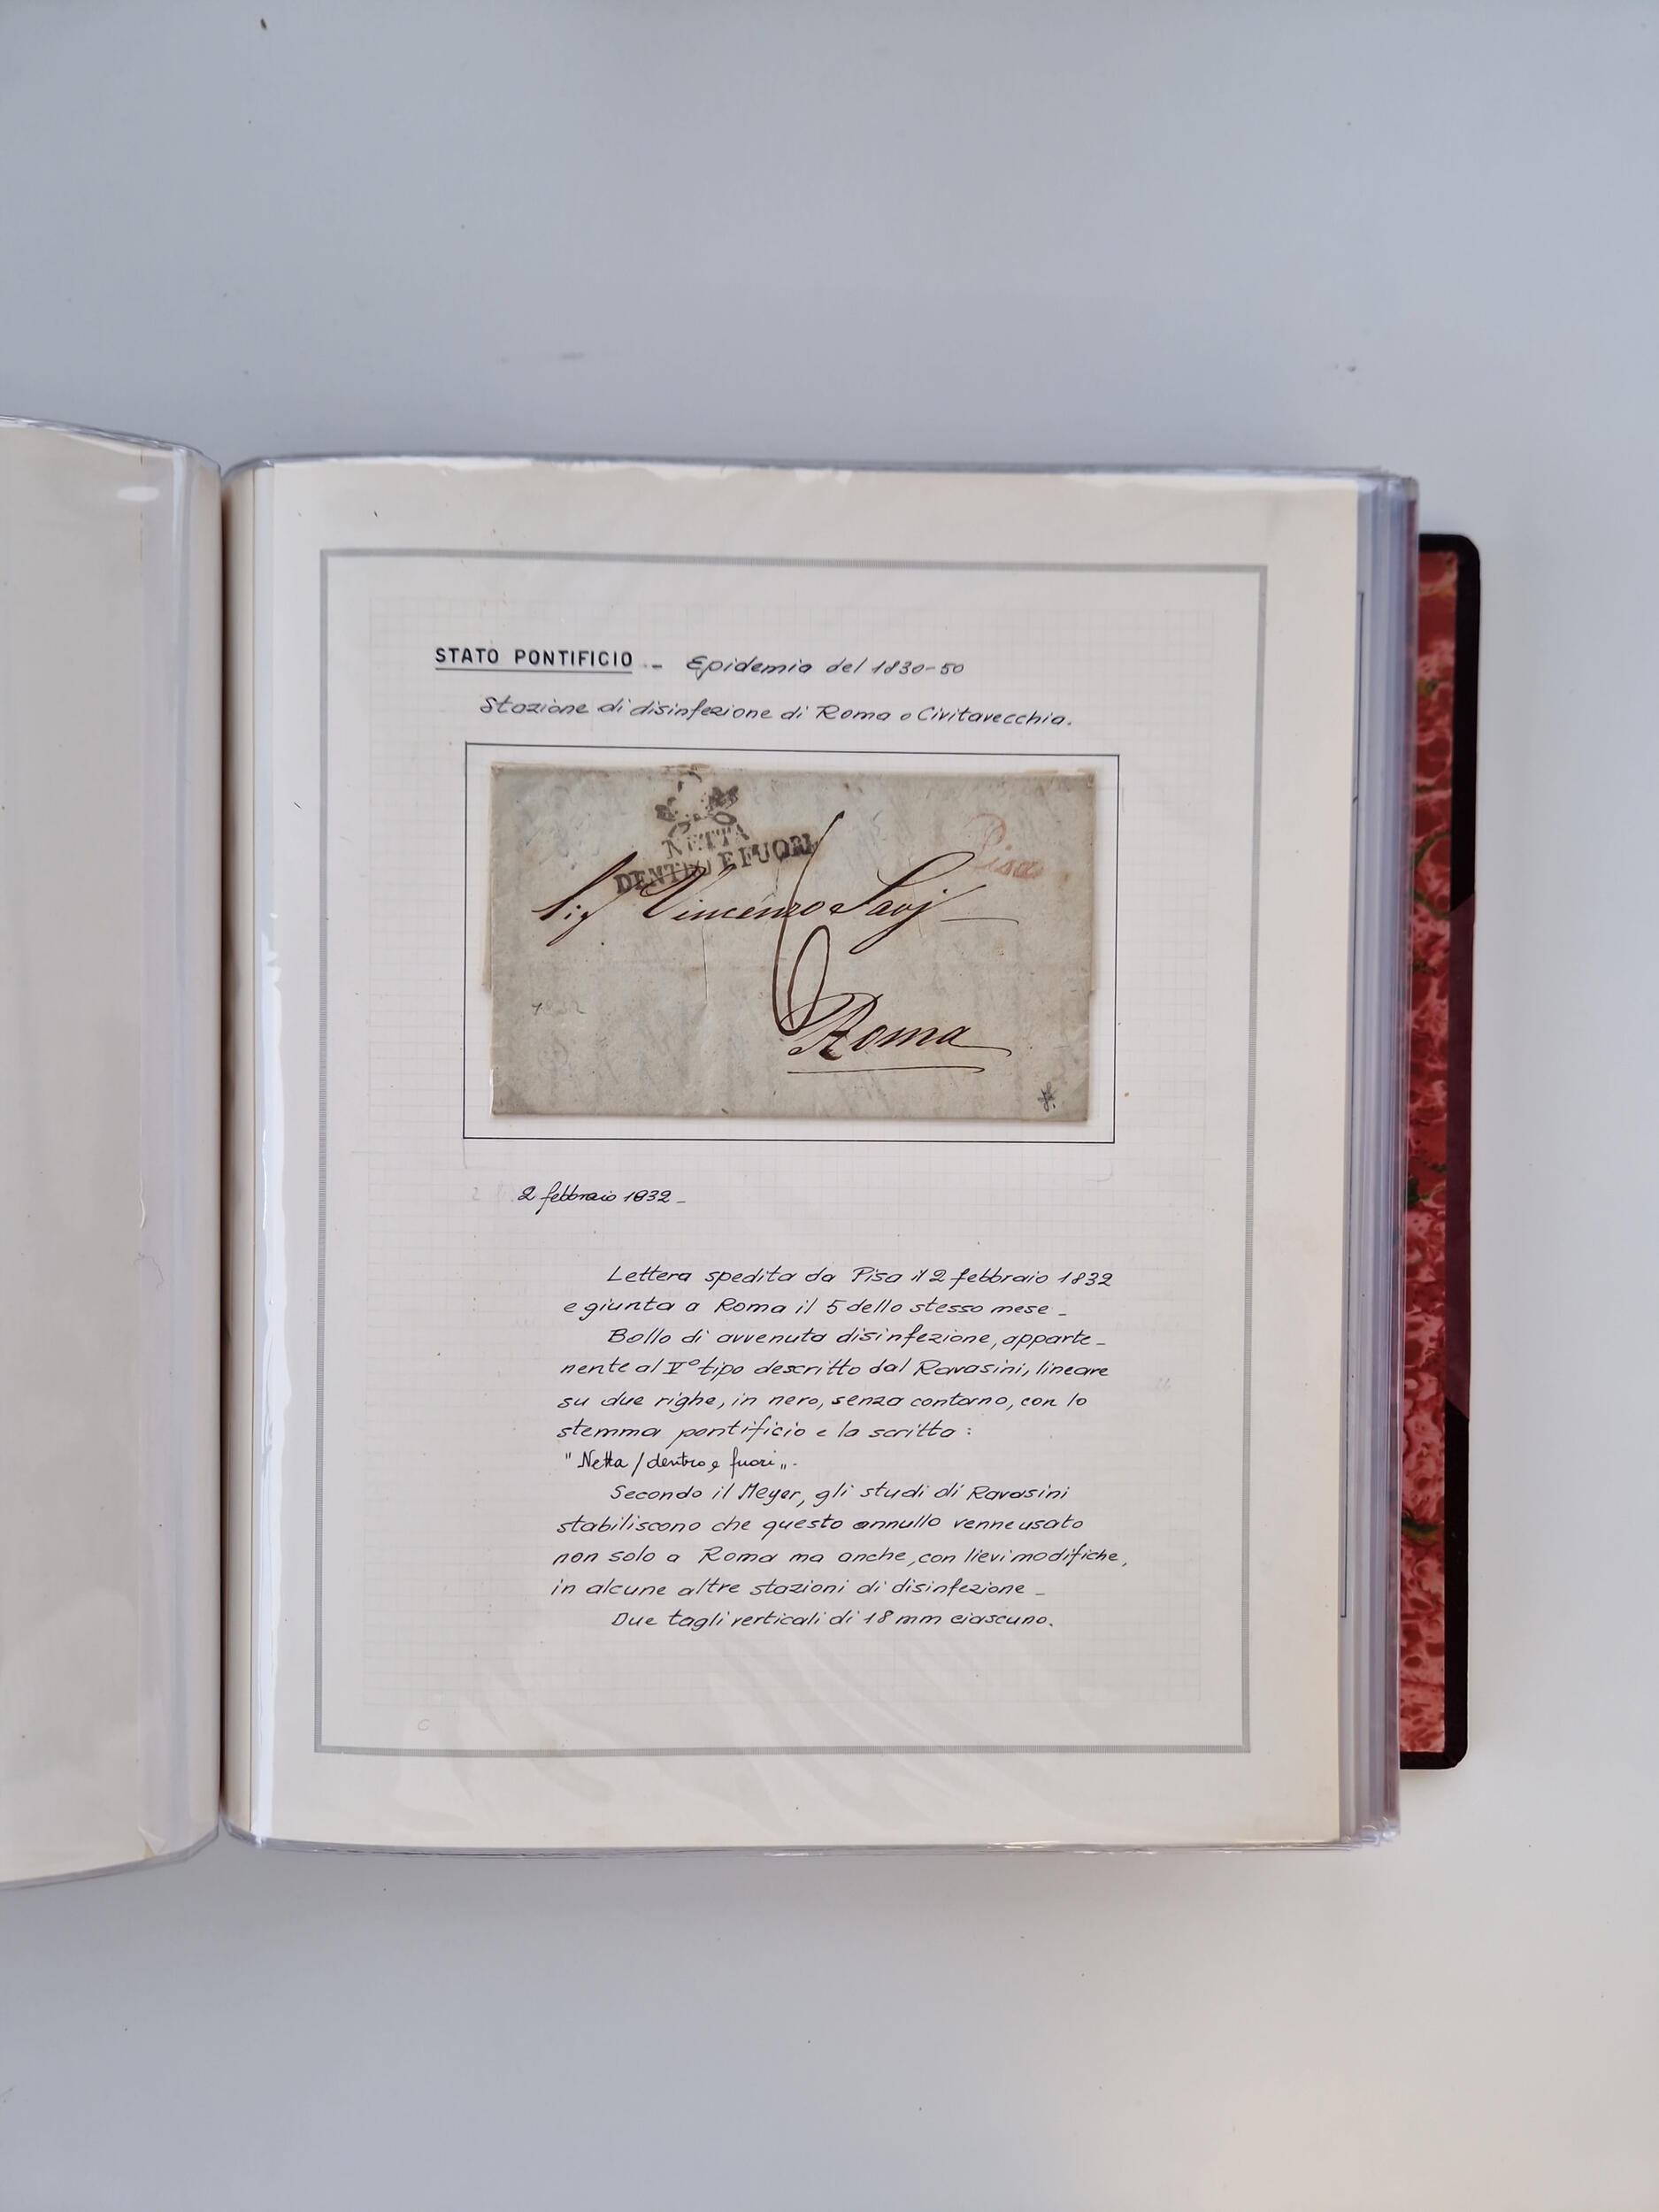 STATO PONTIFICIO .- Epidemia del 1830-50
Stazione di disinfezione di Roma o Civitavecchia.
NETTA
DENTRO E FUORI
Pisa
Sig Vincenzo Savj
6
Roma
1832
2 febbraio 1832 -
Lettera spedita da Pisa il 2 febbraio 1832
e giunta a Roma il 5 dello stesso mese -
Bollo di avvenuta disinfezione, apparte-
nente al V° tipo descritto dal Ravasini, lineare
su due righe, in nero, senza contorno, con lo
stemma pontificio e la scritta :
"Netta / dentro e fuori„.
Secondo il Meyer, gli studi di Ravasini
stabiliscono che questo annullo venne usato
non solo a Roma ma anche, con lievi modifiche,
in alcune altre stazioni di disinfezione -
Due tagli verticali di 18 mm ciascuno.